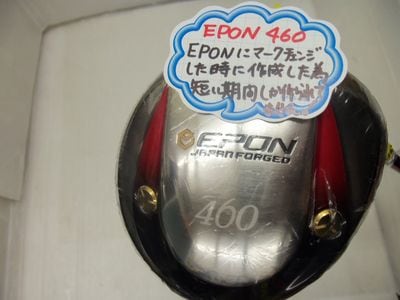 EPON 460
EPONにマークチェンジ
した時に作成した為
短い期間しか作られて
EPON
JAPAN FORGED
460